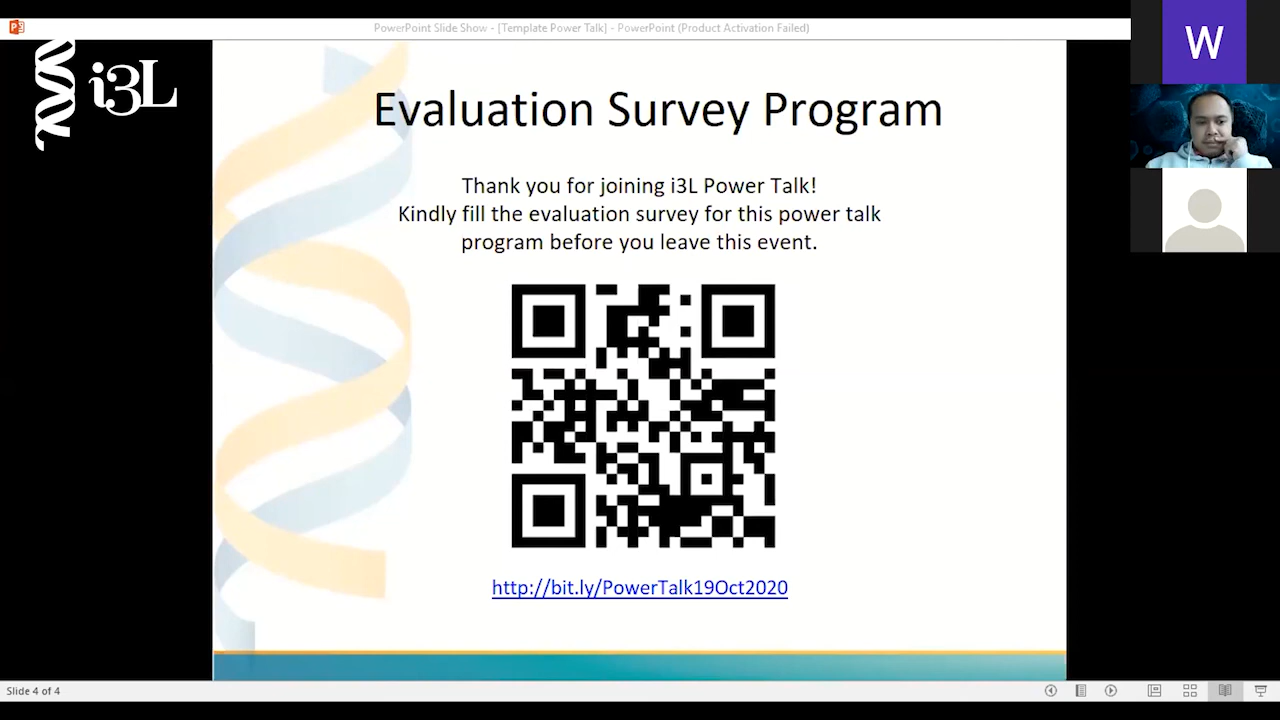 PowerPoint Slide Show - [Template Power Talk] - PowerPoint (Product Activation Failed)
i3L
W
Evaluation Survey Program
Thank you for joining i3L Power Talk!
Kindly fill the evaluation survey for this power talk
program before you leave this event.
http://bit.ly/PowerTalk19Oct2020
Slide 4 of 4